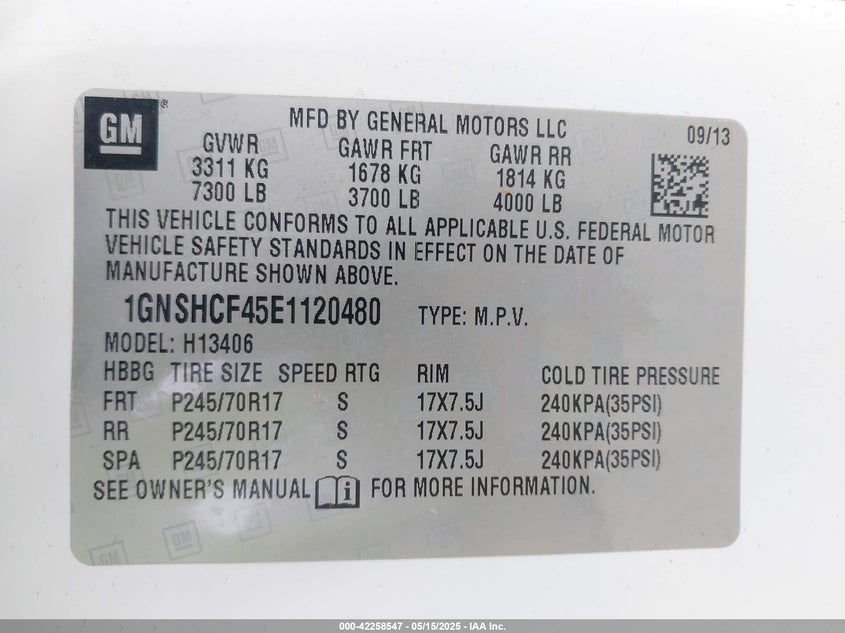 GM ®
MFD BY GENERAL MOTORS LLC 09/13
GVWR GAWR FRT GAWR RR
3311 KG 1678 KG 1814 KG
7300 LB 3700 LB 4000 LB
THIS VEHICLE CONFORMS TO ALL APPLICABLE U.S. FEDERAL MOTOR
VEHICLE SAFETY STANDARDS IN EFFECT ON THE DATE OF
MANUFACTURE SHOWN ABOVE.
1GNSHCF45E1120480 TYPE: M.P.V.
MODEL: H13406
HBBG TIRE SIZE SPEED RTG RIM COLD TIRE PRESSURE
FRT P245/70R17 S 17X7.5J 240KPA(35PSI)
RR P245/70R17 S 17X7.5J 240KPA(35PSI)
SPA P245/70R17 S 17X7.5J 240KPA(35PSI)
SEE OWNER'S MANUAL i FOR MORE INFORMATION.
000-42258547 — 05/15/2025 — IAA Inc.